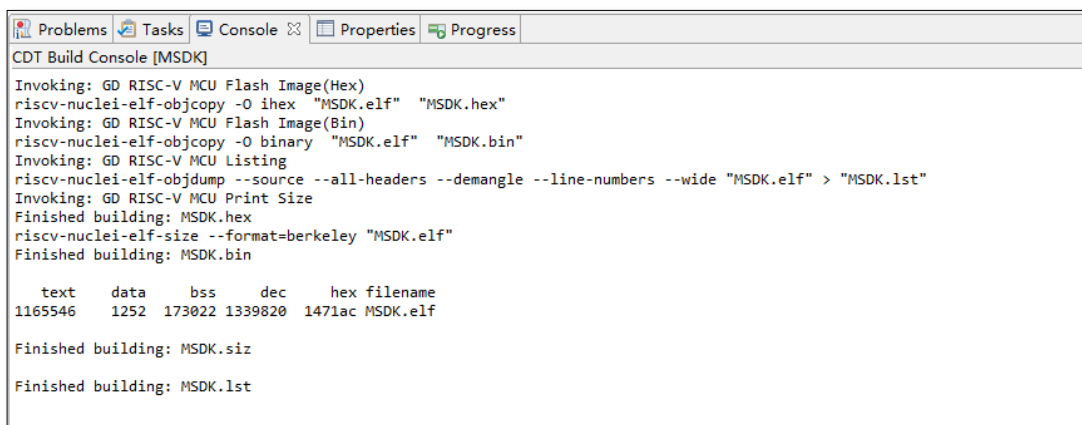 Problems Tasks Console Properties Progress
CDT Build Console [MSDK]
Invoking: GD RISC-V MCU Flash Image(Hex)
riscv-nuclei-elf-objcopy -O ihex "MSDK.elf" "MSDK.hex"
Invoking: GD RISC-V MCU Flash Image(Bin)
riscv-nuclei-elf-objcopy -O binary "MSDK.elf" "MSDK.bin"
Invoking: GD RISC-V MCU Listing
riscv-nuclei-elf-objdump --source --all-headers --demangle --line-numbers --wide "MSDK.elf" > "MSDK.lst"
Invoking: GD RISC-V MCU Print Size
Finished building: MSDK.hex
riscv-nuclei-elf-size --format=berkeley "MSDK.elf"
Finished building: MSDK.bin
text data bss dec hex filename
1165546 1252 173022 1339820 1471ac MSDK.elf
Finished building: MSDK.siz
Finished building: MSDK.lst